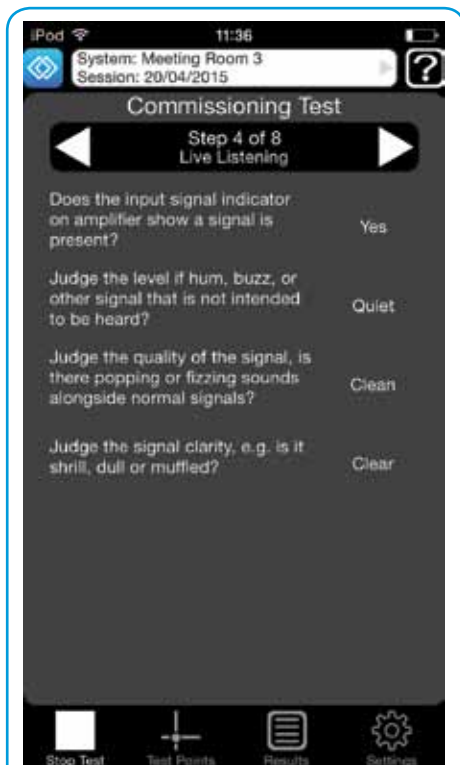 iPod 11:36
System: Meeting Room 3
Session: 20/04/2015
?
Commissioning Test
Step 4 of 8
Live Listening
Does the input signal indicator
on amplifier show a signal is
present?
Yes
Judge the level if hum, buzz, or
other signal that is not intended
to be heard?
Quiet
Judge the quality of the signal, is
there popping or fizzing sounds
alongside normal signals?
Clean
Judge the signal clarity, e.g. is it
shrill, dull or muffled?
Clear
Stop Test Test Points Results Settings